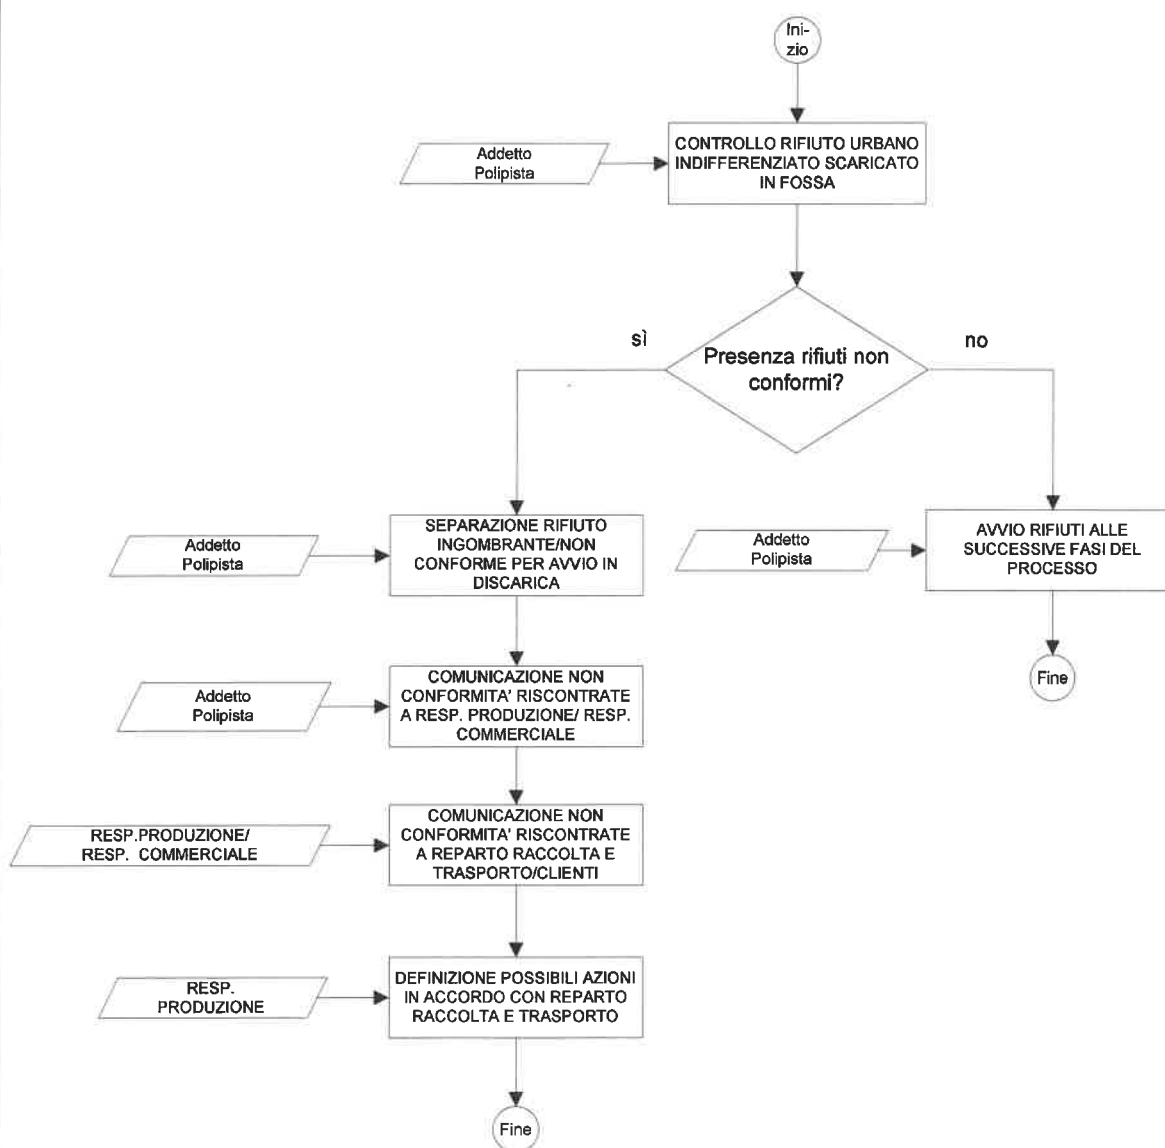 Ini-
zio
Addetto
Polipista
CONTROLLO RIFIUTO URBANO
INDIFFERENZIATO SCARICATO
IN FOSSA
sì
Presenza rifiuti non
conformi?
no
Addetto
Polipista
SEPARAZIONE RIFIUTO
INGOMBRANTE/NON
CONFORME PER AVVIO IN
DISCARICA
Addetto
Polipista
AVVIO RIFIUTI ALLE
SUCCESSIVE FASI DEL
PROCESSO
Fine
Addetto
Polipista
COMUNICAZIONE NON
CONFORMITA' RISCONTRATE
A RESP. PRODUZIONE/ RESP.
COMMERCIALE
RESP.PRODUZIONE/
RESP. COMMERCIALE
COMUNICAZIONE NON
CONFORMITA' RISCONTRATE
A REPARTO RACCOLTA E
TRASPORTO/CLIENTI
RESP.
PRODUZIONE
DEFINIZIONE POSSIBILI AZIONI
IN ACCORDO CON REPARTO
RACCOLTA E TRASPORTO
Fine